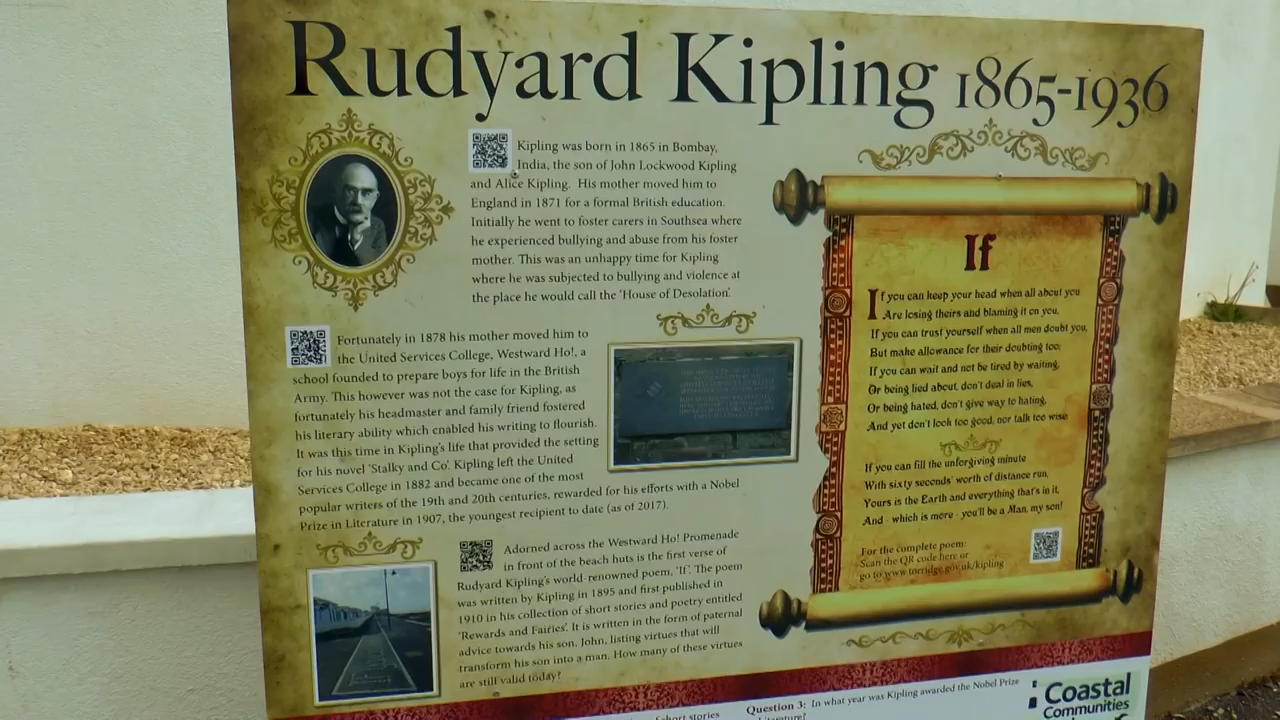 Rudyard Kipling 1865-1936
Kipling was born in 1865 in Bombay,
India, the son of John Lockwood Kipling
and Alice Kipling. His mother moved him to
England in 1871 for a formal British education.
Initially he went to foster carers in Southsea where
he experienced bullying and abuse from his foster
mother. This was an unhappy time for Kipling
where he was subjected to bullying and violence at
the place he would call the 'House of Desolation'.
Fortunately in 1878 his mother moved him to
the United Services College, Westward Ho!, a
school founded to prepare boys for life in the British
Army. This however was not the case for Kipling, as
fortunately his headmaster and family friend fostered
his literary ability which enabled his writing to flourish.
It was this time in Kipling's life that provided the setting
for his novel 'Stalky and Co'. Kipling left the United
Services College in 1882 and became one of the most
popular writers of the 19th and 20th centuries, rewarded for his efforts with a Nobel
Prize in Literature in 1907, the youngest recipient to date (as of 2017).
Adorned across the Westward Ho! Promenade
in front of the beach huts is the first verse of
Rudyard Kipling's world-renowned poem, 'If'. The poem
was written by Kipling in 1895 and first published in
1910 in his collection of short stories and poetry entitled
'Rewards and Fairies'. It is written in the form of paternal
advice towards his son, John, listing virtues that will
transform his son into a man. How many of these virtues
are still valid today?
If
If you can keep your head when all about you
Are losing theirs and blaming it on you,
If you can trust yourself when all men doubt you,
But make allowance for their doubting too;
If you can wait and not be tired by waiting,
Or being lied about, don't deal in lies,
Or being hated, don't give way to hating,
And yet don't look too good, nor talk too wise
If you can fill the unforgiving minute
With sixty seconds' worth of distance run,
Yours is the Earth and everything that's in it,
And - which is more - you'll be a Man, my son!
For the complete poem:
Scan the QR code here or
go to www.torridge.gov.uk/kipling
short stories
Question 3: In what year was Kipling awarded the Nobel Prize
Literature?
Coastal
Communities